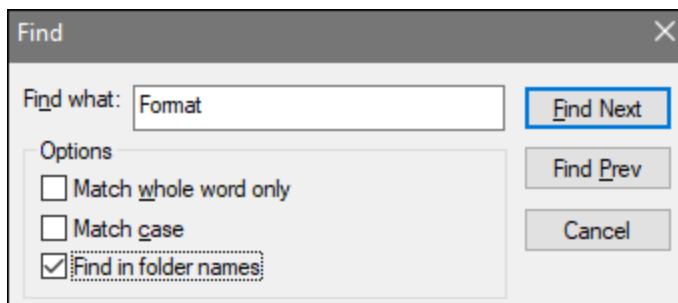 Find
Find what: Format
Find Next
Options
Match whole word only
Find Prev
Match case
Cancel
Find in folder names